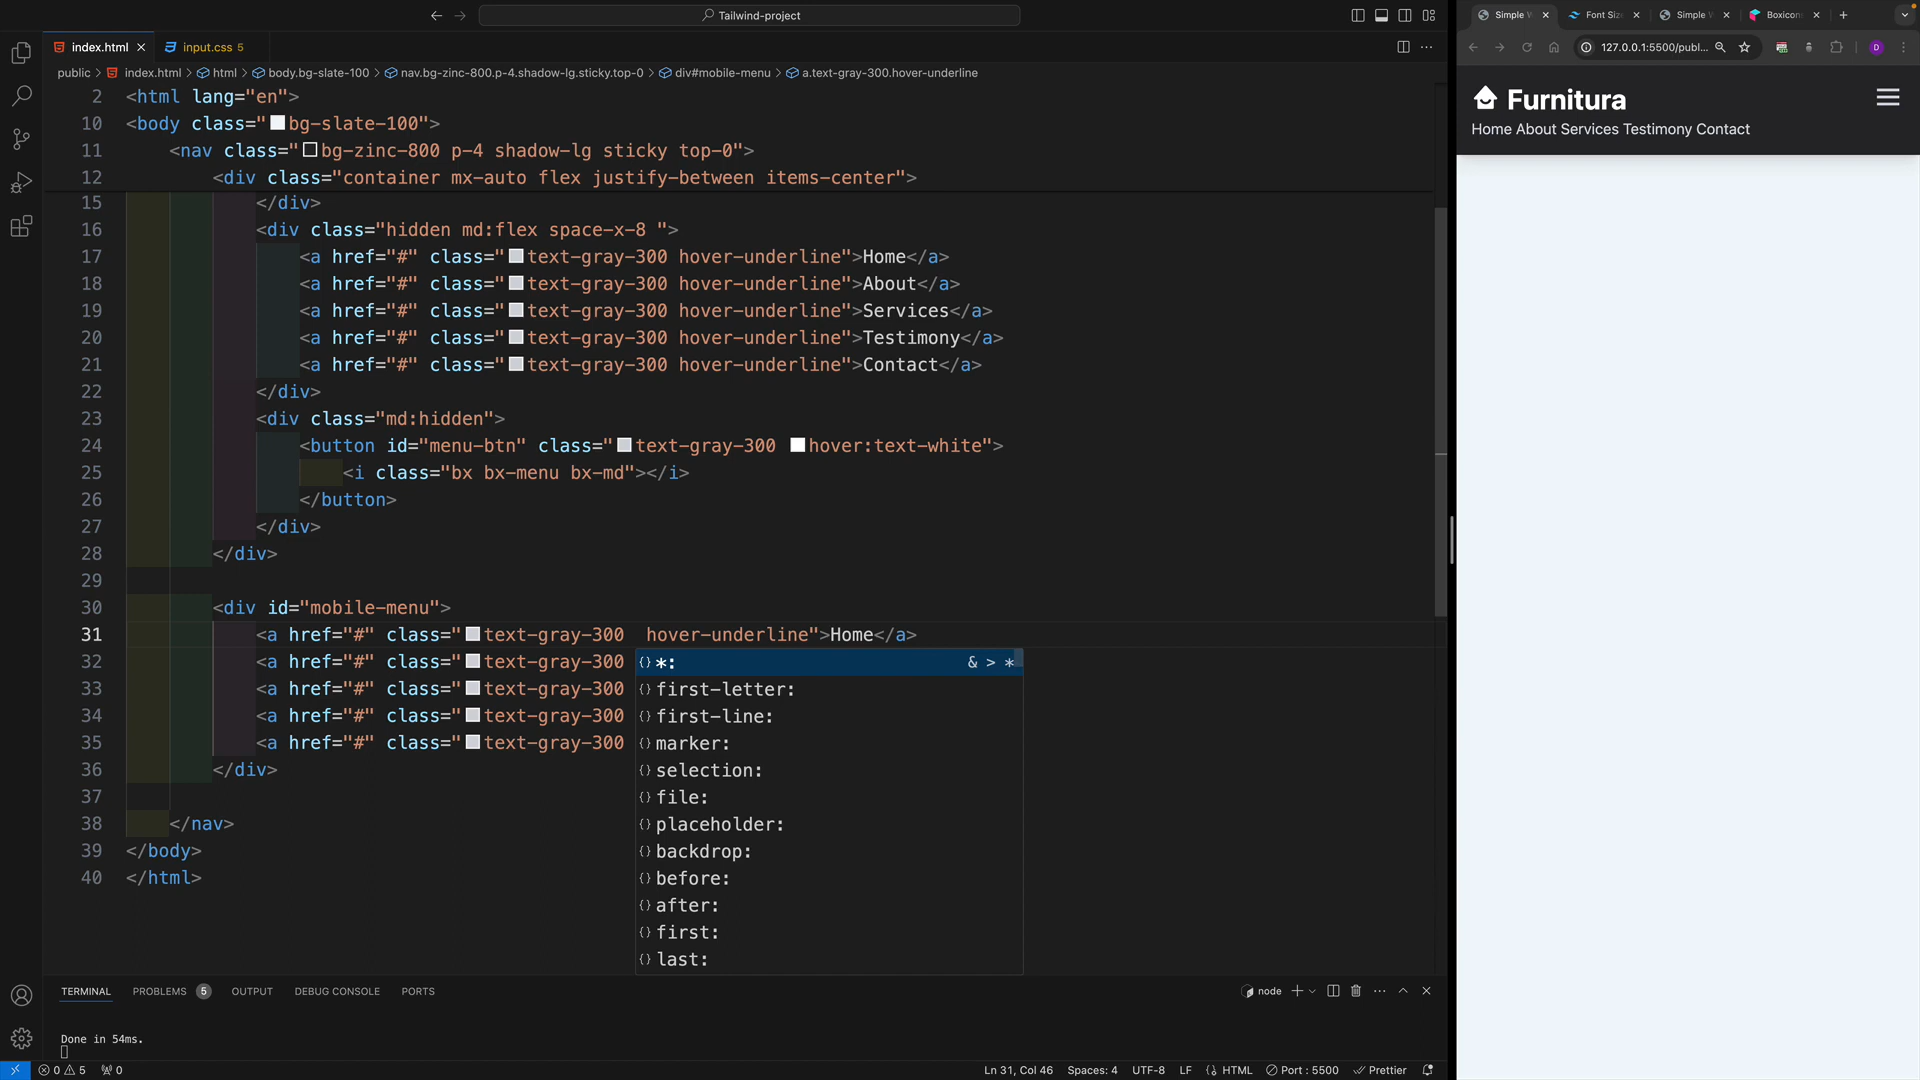 Tailwind-project
index.html
input.css 5
public > index.html > html > body.bg-slate-100 > nav.bg-zinc-800.p-4.shadow-lg.sticky.top-0 > div#mobile-menu > a.text-gray-300.hover-underline
2 <html lang="en">
10 <body class="bg-slate-100">
11 <nav class="bg-zinc-800 p-4 shadow-lg sticky top-0">
12 <div class="container mx-auto flex justify-between items-center">
15 </div>
16 <div class="hidden md:flex space-x-8 ">
17 <a href="#" class="text-gray-300 hover-underline">Home</a>
18 <a href="#" class="text-gray-300 hover-underline">About</a>
19 <a href="#" class="text-gray-300 hover-underline">Services</a>
20 <a href="#" class="text-gray-300 hover-underline">Testimony</a>
21 <a href="#" class="text-gray-300 hover-underline">Contact</a>
22 </div>
23 <div class="md:hidden">
24 <button id="menu-btn" class="text-gray-300 hover:text-white">
25 <i class="bx bx-menu bx-md"></i>
26 </button>
27 </div>
28 </div>
29
30 <div id="mobile-menu">
31 <a href="#" class="text-gray-300  hover-underline">Home</a>
32 <a href="#" class="text-gray-300
33 <a href="#" class="text-gray-300
34 <a href="#" class="text-gray-300
35 <a href="#" class="text-gray-300
36 </div>
37
38 </nav>
39 </body>
40 </html>
*: & > *
first-letter:
first-line:
marker:
selection:
file:
placeholder:
backdrop:
before:
after:
first:
last:
TERMINAL PROBLEMS 5 OUTPUT DEBUG CONSOLE PORTS
node
Done in 54ms.
0 5 0
Ln 31, Col 46 Spaces: 4 UTF-8 LF {} HTML Port : 5500 Prettier
Simple Font Siz Simple Boxicon
127.0.0.1:5500/publ...
D
Furnitura
Home About Services Testimony Contact